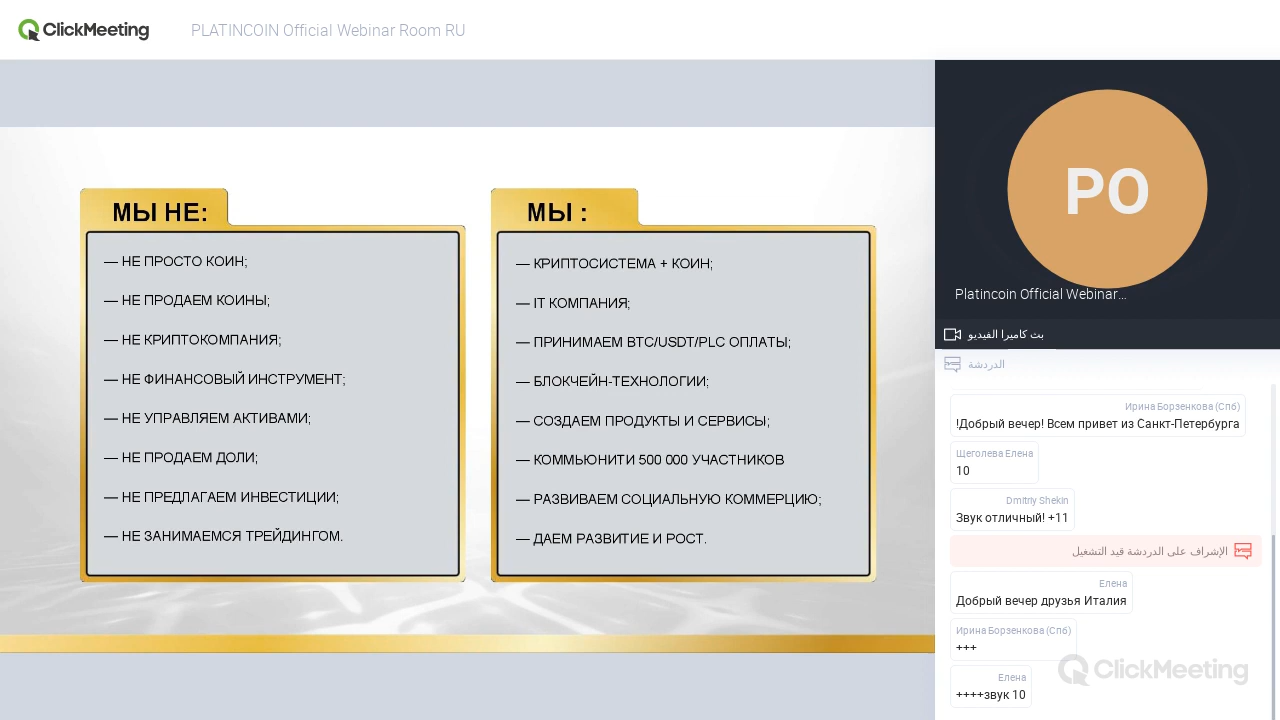 ClickMeeting
PLATINCOIN Official Webinar Room RU
МЫ НЕ:
— НЕ ПРОСТО КОИН;
— НЕ ПРОДАЕМ КОИНЫ;
— НЕ КРИПТОКОМПАНИЯ;
— НЕ ФИНАНСОВЫЙ ИНСТРУМЕНТ;
— НЕ УПРАВЛЯЕМ АКТИВАМИ;
— НЕ ПРОДАЕМ ДОЛИ;
— НЕ ПРЕДЛАГАЕМ ИНВЕСТИЦИИ;
— НЕ ЗАНИМАЕМСЯ ТРЕЙДИНГОМ.
МЫ :
— КРИПТОСИСТЕМА + КОИН;
— IT КОМПАНИЯ;
— ПРИНИМАЕМ BTC/USDT/PLC ОПЛАТЫ;
— БЛОКЧЕЙН-ТЕХНОЛОГИИ;
— СОЗДАЕМ ПРОДУКТЫ И СЕРВИСЫ;
— КОММЬЮНИТИ 500 000 УЧАСТНИКОВ
— РАЗВИВАЕМ СОЦИАЛЬНУЮ КОММЕРЦИЮ;
— ДАЕМ РАЗВИТИЕ И РОСТ.
PO
Platincoin Official Webinar...
بث كاميرا الفيديو
الدردشة
Ирина Борзенкова (Спб)
!Добрый вечер! Всем привет из Санкт-Петербурга
Щеголева Елена
10
Dmitriy Shekin
Звук отличный! +11
الإشراف على الدردشة قيد التشغيل
Елена
Добрый вечер друзья Италия
Ирина Борзенкова (Спб)
+++
Елена
++++звук 10
ClickMeeting